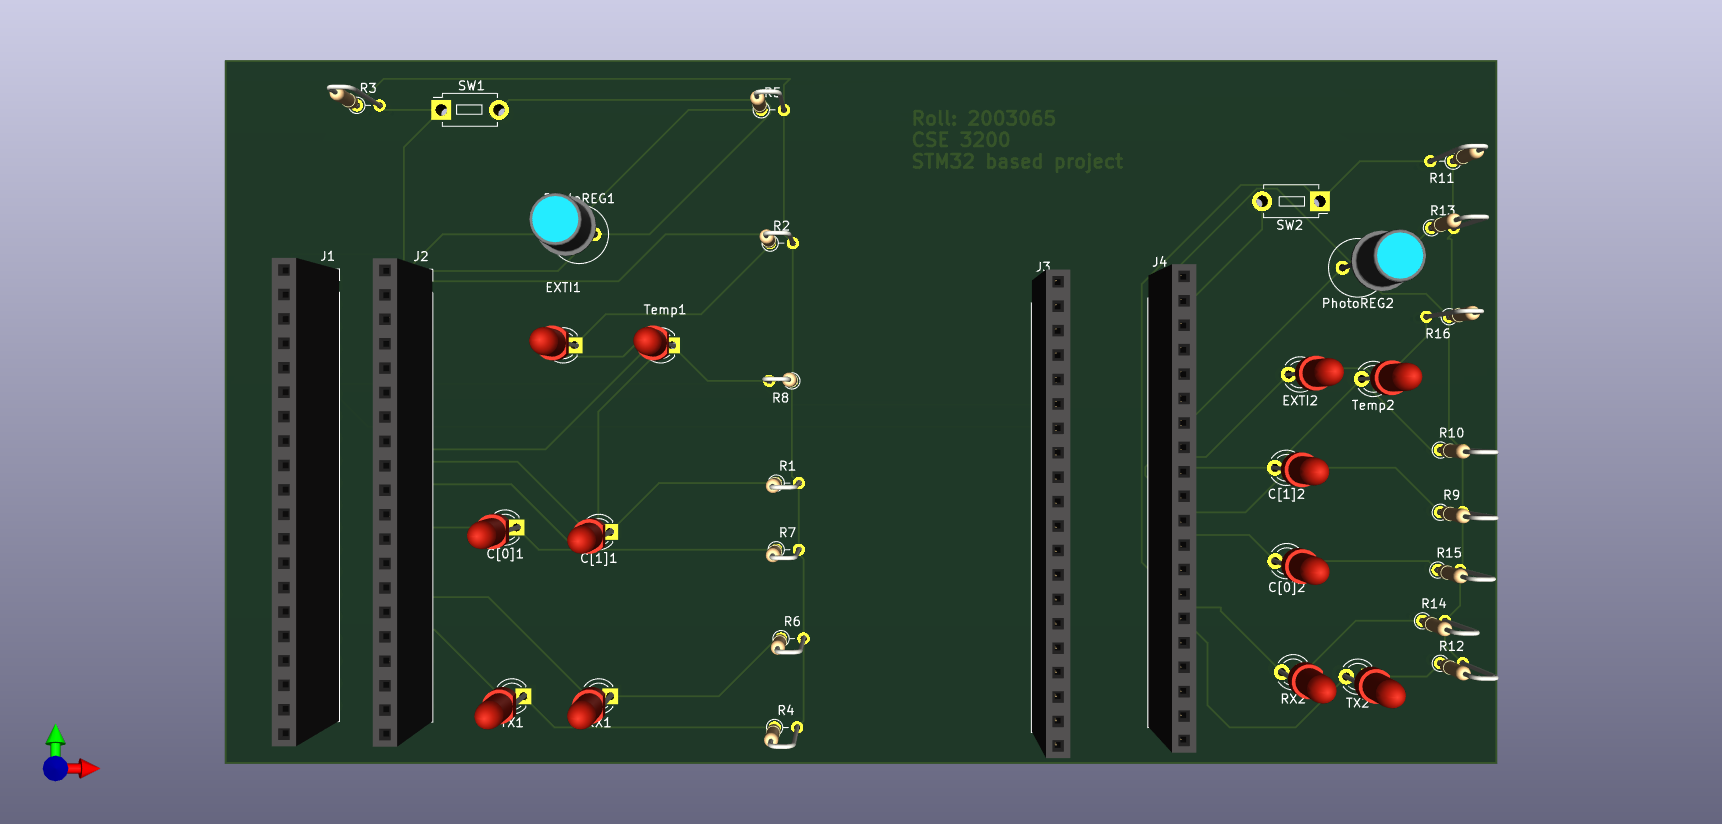 R3
SW1
R5
Roll: 2003065
CSE 3200
STM32 based project
R11
R13
SW2
R2
J1
J2
J3
J4
EXTI1
PhotoREG2
Temp1
R16
R8
EXTI2
Temp2
R10
R1
C[1]2
R9
R7
C[0]1
C[1]1
R15
C[0]2
R14
R6
R12
RX2
TX2
R4